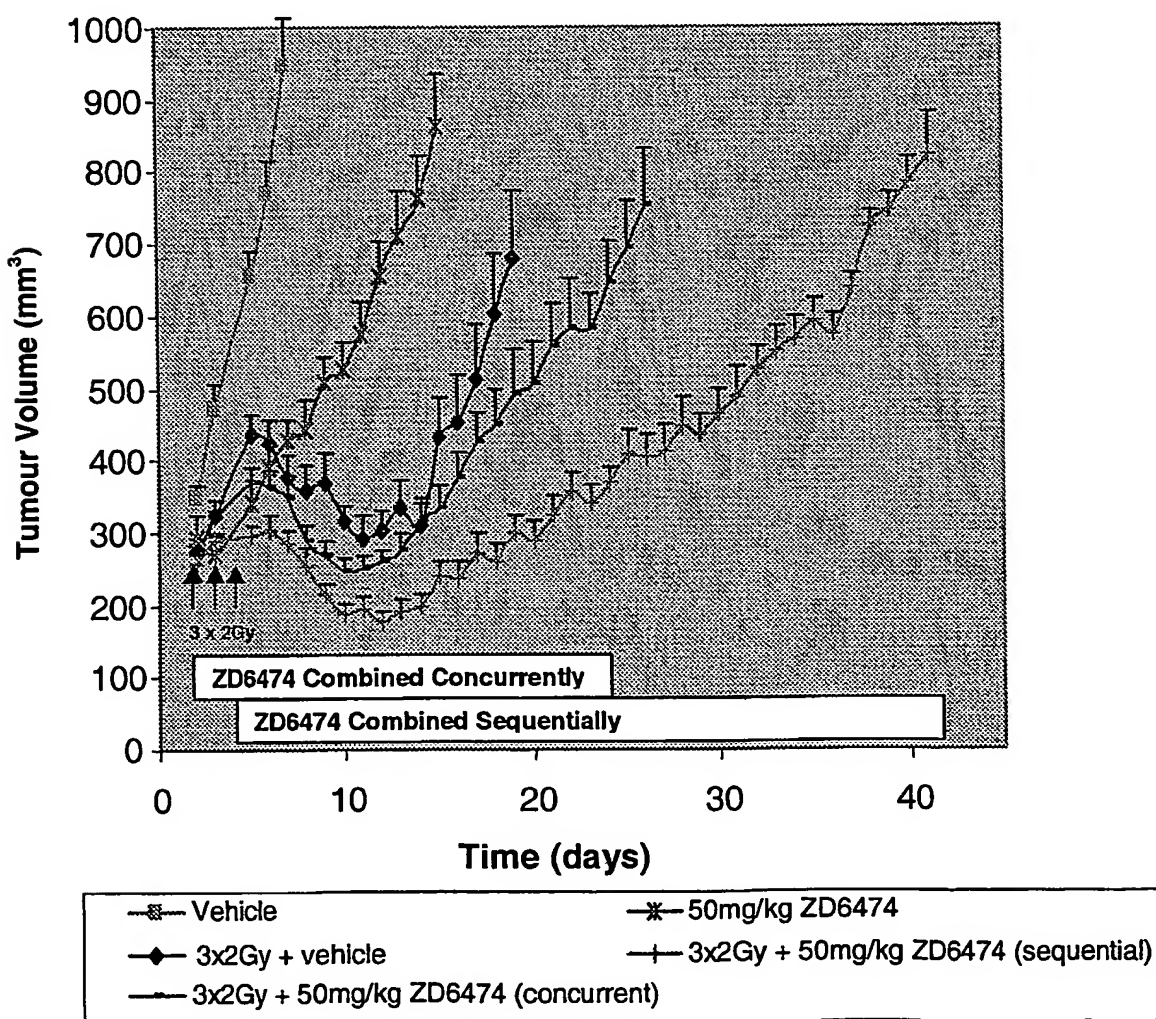 1000
900
800
700
600
500
400
300
200
100
0
Tumour Volume (mm³)
3 x 2Gy
ZD6474 Combined Concurrently
ZD6474 Combined Sequentially
0 10 20 30 40
Time (days)
Vehicle
50mg/kg ZD6474
3x2Gy + vehicle
3x2Gy + 50mg/kg ZD6474 (sequential)
3x2Gy + 50mg/kg ZD6474 (concurrent)